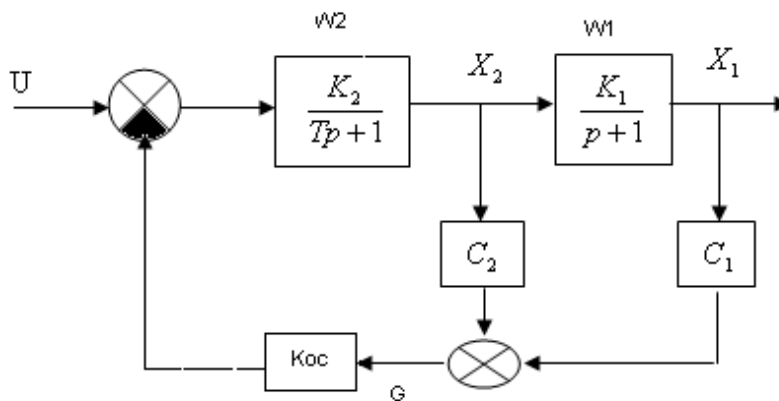 W2
W1
U
X₂
X₁
K₂
Tp + 1
K₁
p + 1
C₂
C₁
Koc
G